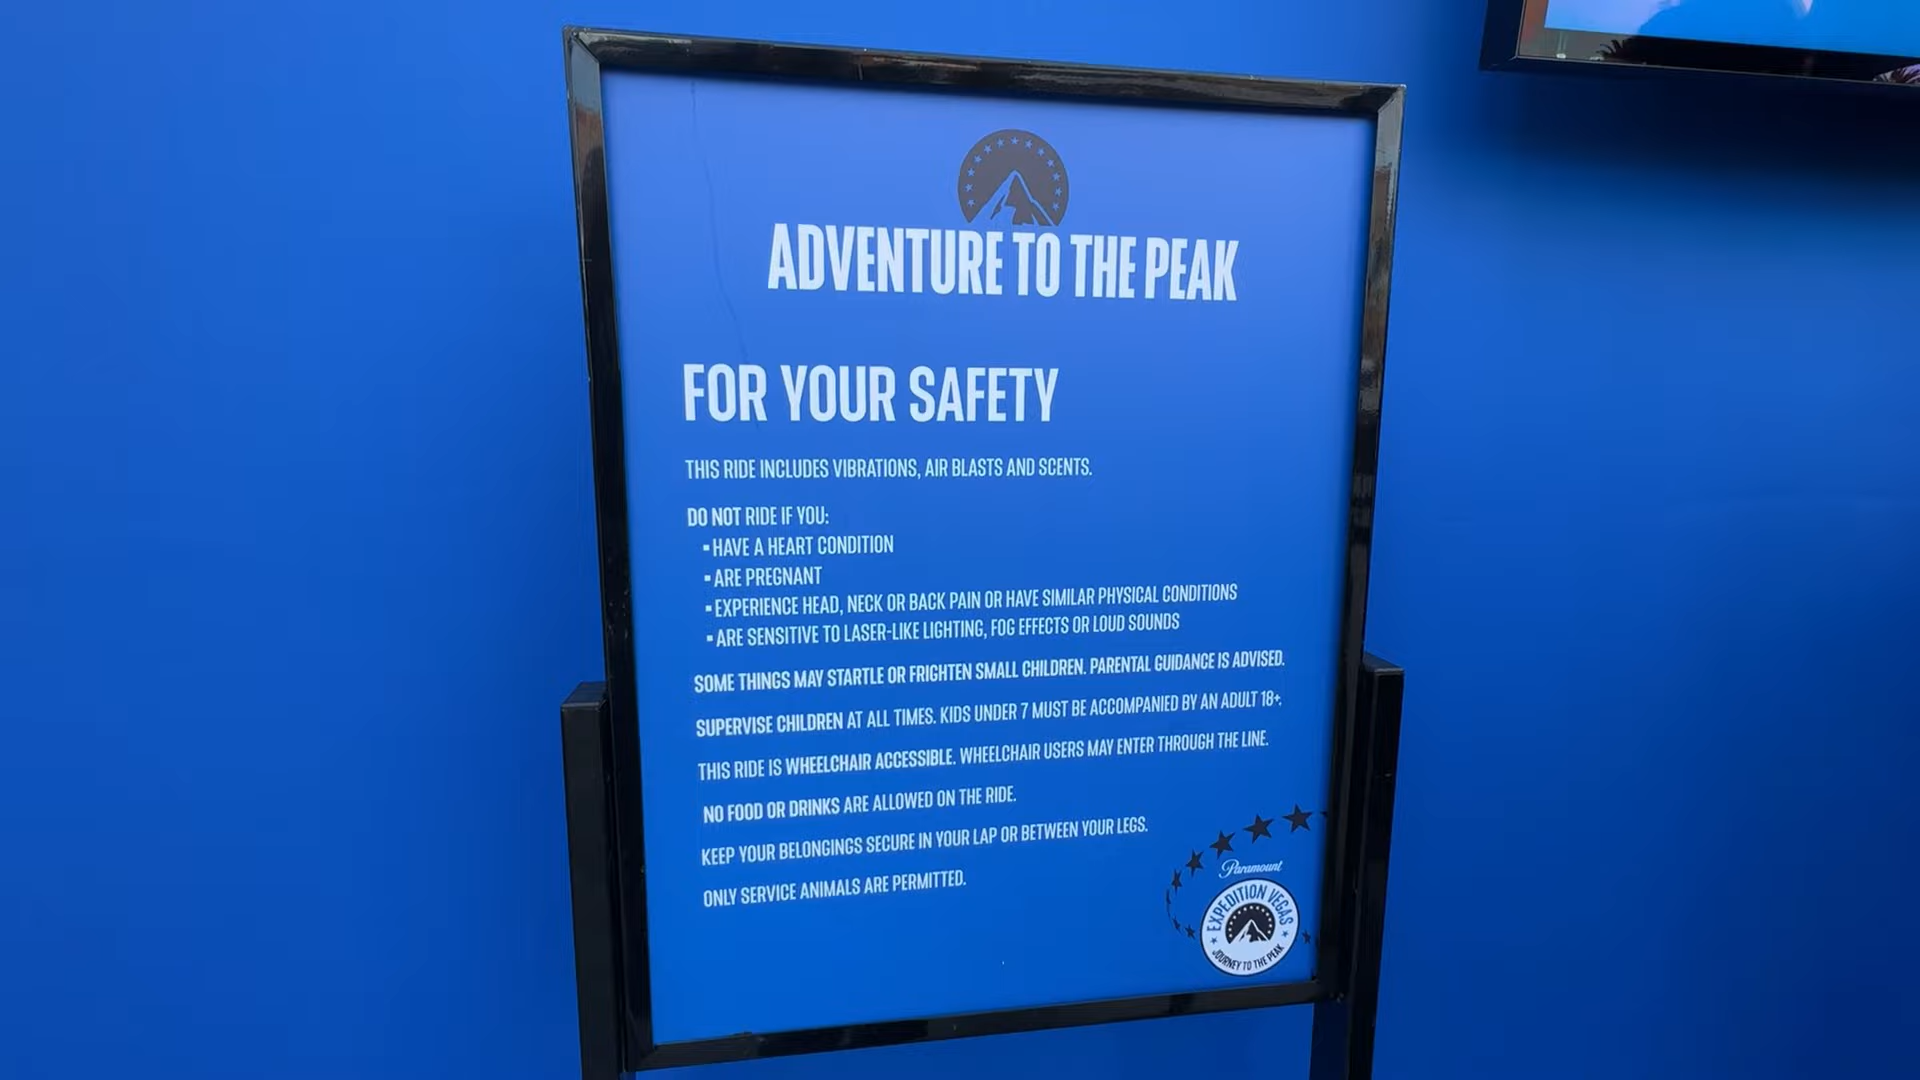 ADVENTURE TO THE PEAK
FOR YOUR SAFETY
THIS RIDE INCLUDES VIBRATIONS, AIR BLASTS AND SCENTS.
DO NOT RIDE IF YOU:
▪ HAVE A HEART CONDITION
▪ ARE PREGNANT
▪ EXPERIENCE HEAD, NECK OR BACK PAIN OR HAVE SIMILAR PHYSICAL CONDITIONS
▪ ARE SENSITIVE TO LASER-LIKE LIGHTING, FOG EFFECTS OR LOUD SOUNDS
SOME THINGS MAY STARTLE OR FRIGHTEN SMALL CHILDREN. PARENTAL GUIDANCE IS ADVISED.
SUPERVISE CHILDREN AT ALL TIMES. KIDS UNDER 7 MUST BE ACCOMPANIED BY AN ADULT 18+.
THIS RIDE IS WHEELCHAIR ACCESSIBLE. WHEELCHAIR USERS MAY ENTER THROUGH THE LINE.
NO FOOD OR DRINKS ARE ALLOWED ON THE RIDE.
KEEP YOUR BELONGINGS SECURE IN YOUR LAP OR BETWEEN YOUR LEGS.
ONLY SERVICE ANIMALS ARE PERMITTED.
Paramount
EXPEDITION VEGAS
JOURNEY TO THE PEAK